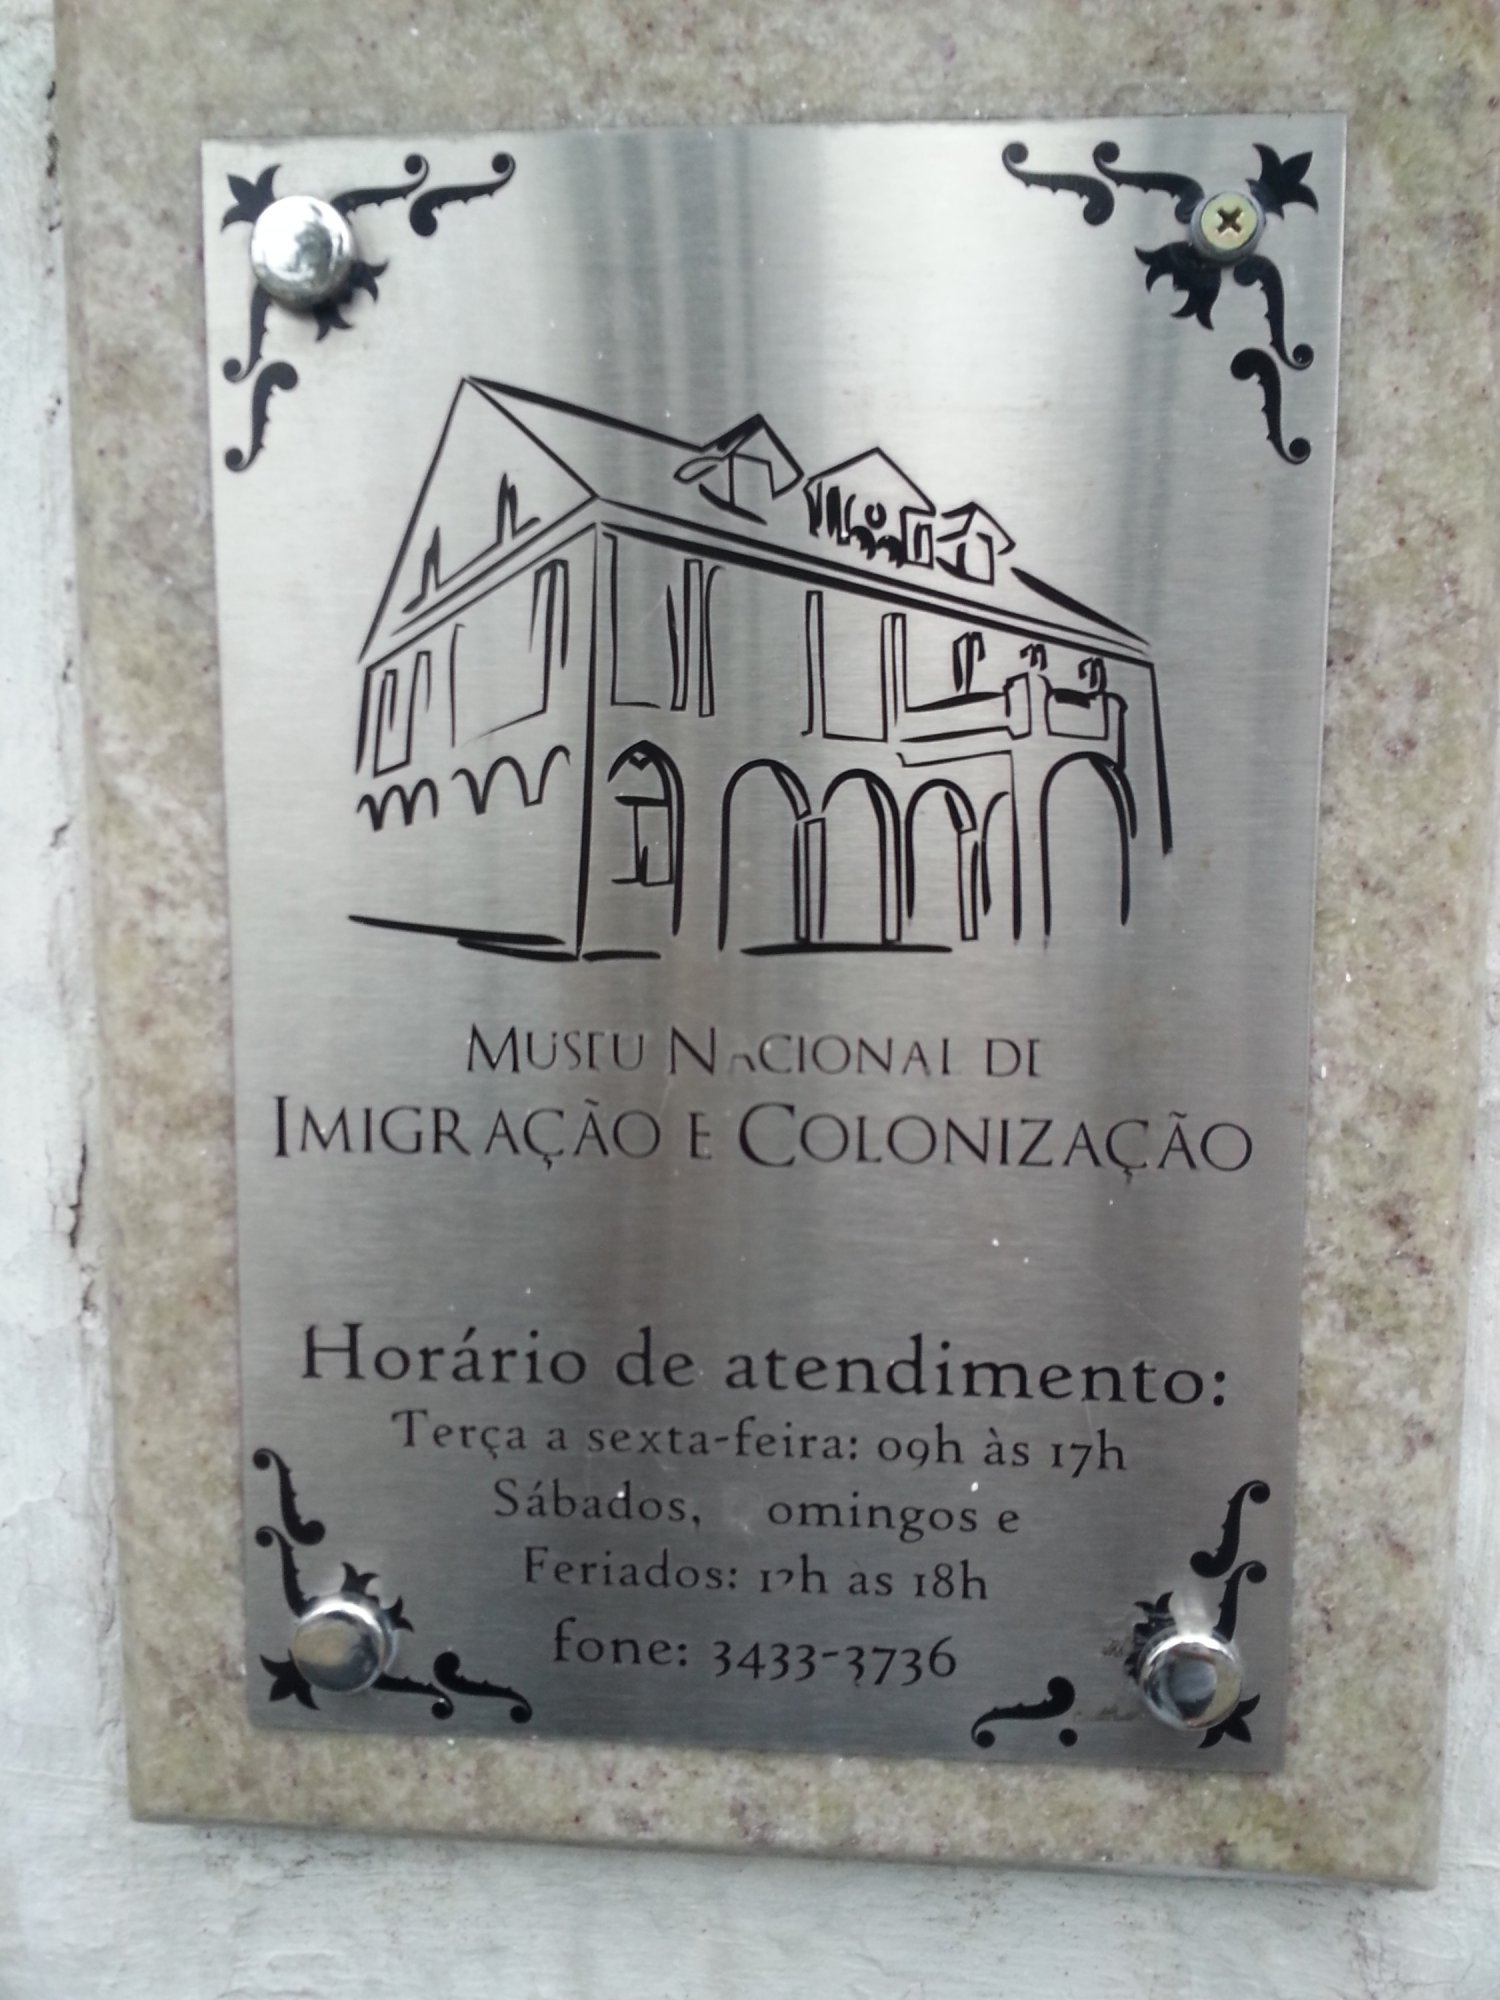 MUSEU NACIONAL DE
IMIGRAÇÃO E COLONIZAÇÃO
Horário de atendimento:
Terça a sexta-feira: 09h às 17h
Sábados, omingos e
Feriados: 12h as 18h
fone: 3433-3736